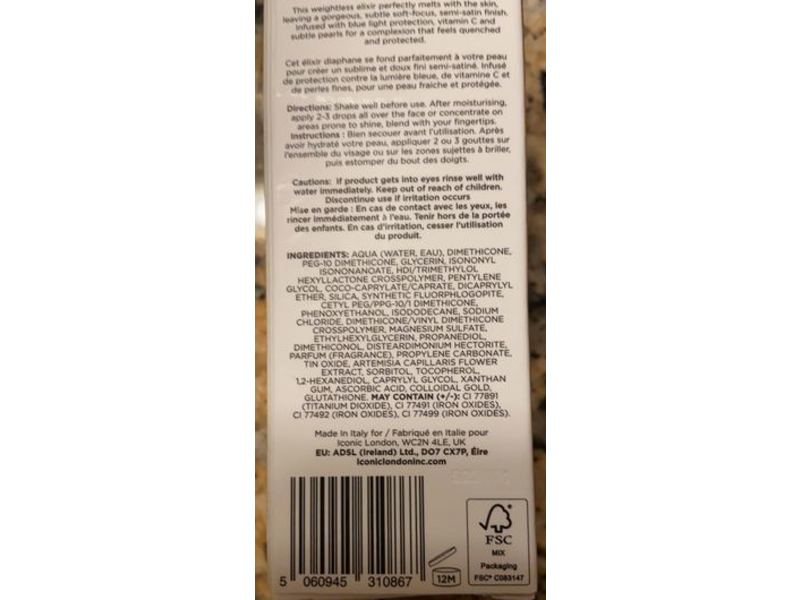 This weightless elixir perfectly melts with the skin,
leaving a gorgeous, subtle soft-focus, semi-satin finish.
Infused with blue light protection, vitamin C and
subtle pearls for a complexion that feels quenched
and protected.
Cet élixir diaphane se fond parfaitement à votre peau
pour créer un sublime et doux fini semi-satiné. Infusé
de protection contre la lumière bleue, de vitamine C et
de perles fines, pour une peau fraiche et protégée.
Directions: Shake well before use. After moisturising,
apply 2-3 drops all over the face or concentrate on
areas prone to shine, blend with your fingertips.
Instructions : Bien secouer avant l'utilisation. Après
avoir hydraté votre peau, appliquer 2 ou 3 gouttes sur
l'ensemble du visage ou sur les zones sujettes à briller,
puis estomper du bout des doigts.
Cautions: If product gets into eyes rinse well with
water immediately. Keep out of reach of children.
Discontinue use if irritation occurs
Mise en garde : En cas de contact avec les yeux, les
rincer immédiatement à l'eau. Tenir hors de la portée
des enfants. En cas d'irritation, cesser l'utilisation
du produit.
INGREDIENTS: AQUA (WATER, EAU), DIMETHICONE,
PEG-10 DIMETHICONE, GLYCERIN, ISONONYL
ISONONANOATE, HDI/TRIMETHYLOL
HEXYLLACTONE CROSSPOLYMER, PENTYLENE
GLYCOL, COCO-CAPRYLATE/CAPRATE, DICAPRYLYL
ETHER, SILICA, SYNTHETIC FLUORPHLOGOPITE,
CETYL PEG/PPG-10/1 DIMETHICONE,
PHENOXYETHANOL, ISODODECANE, SODIUM
CHLORIDE, DIMETHICONE/VINYL DIMETHICONE
CROSSPOLYMER, MAGNESIUM SULFATE,
ETHYLHEXYLGLYCERIN, PROPANEDIOL,
DIMETHICONOL, DISTEARDIMONIUM HECTORITE,
PARFUM (FRAGRANCE), PROPYLENE CARBONATE,
TIN OXIDE, ARTEMISIA CAPILLARIS FLOWER
EXTRACT, SORBITOL, TOCOPHEROL,
1,2-HEXANEDIOL, CAPRYLYL GLYCOL, XANTHAN
GUM, ASCORBIC ACID, COLLOIDAL GOLD,
GLUTATHIONE. MAY CONTAIN (+/-): CI 77891
(TITANIUM DIOXIDE), CI 77491 (IRON OXIDES),
CI 77492 (IRON OXIDES), CI 77499 (IRON OXIDES).
Made in Italy for / Fabriqué en Italie pour
Iconic London, WC2N 4LE, UK
EU: ADSL (Ireland) Ltd., DO7 CX7P, Éire
Iconiclondoninc.com
5 060945 310867
12M
FSC
MIX
Packaging
FSC® C083147